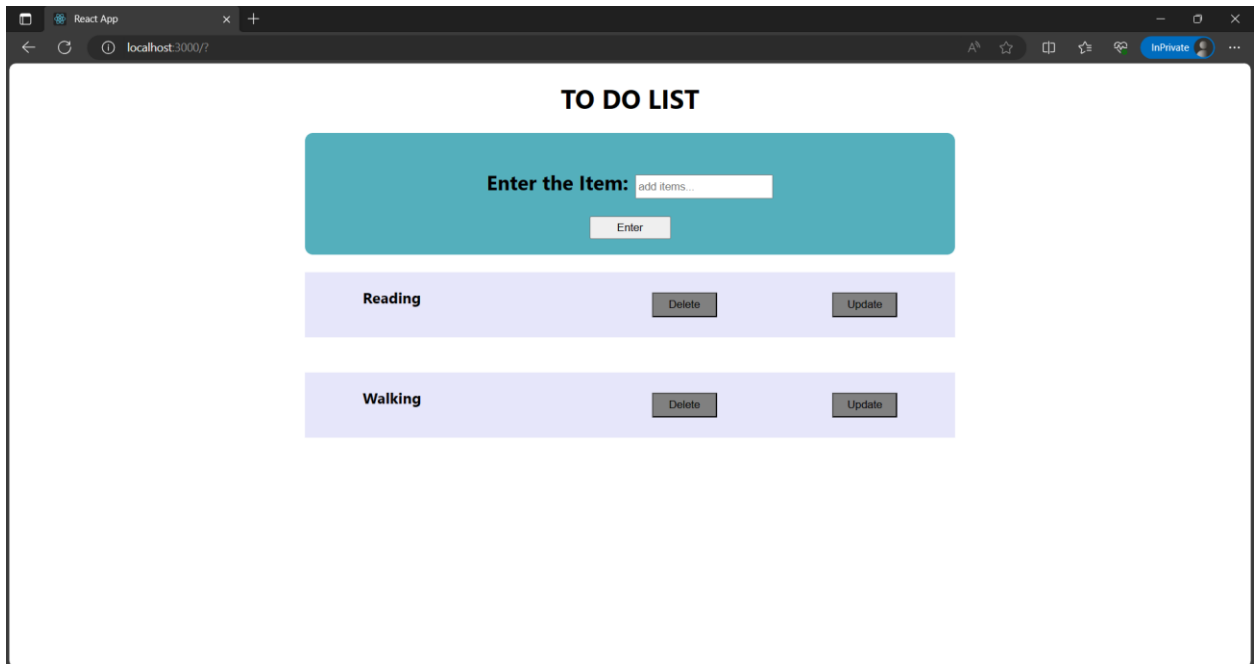 React App
localhost:3000/?
InPrivate
TO DO LIST
Enter the Item: add items...
Enter
Reading Delete Update
Walking Delete Update